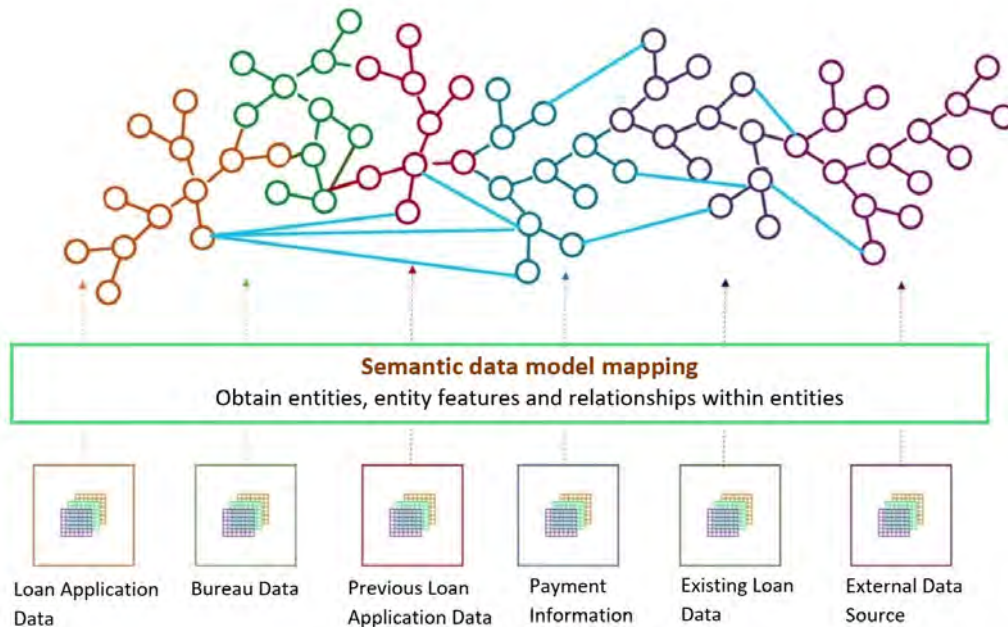 Semantic data model mapping
Obtain entities, entity features and relationships within entities
Loan Application
Data
Bureau Data
Previous Loan
Application Data
Payment
Information
Existing Loan
Data
External Data
Source